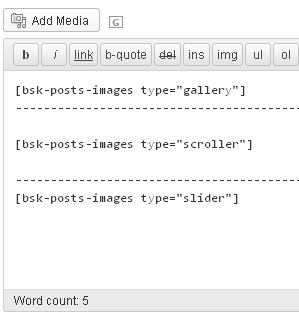 Add Media G
b i link b-quote del ins img ul ol
[bsk-posts-images type="gallery"]
----------------------------------------
[bsk-posts-images type="scroller"]
----------------------------------------
[bsk-posts-images type="slider"]
Word count: 5